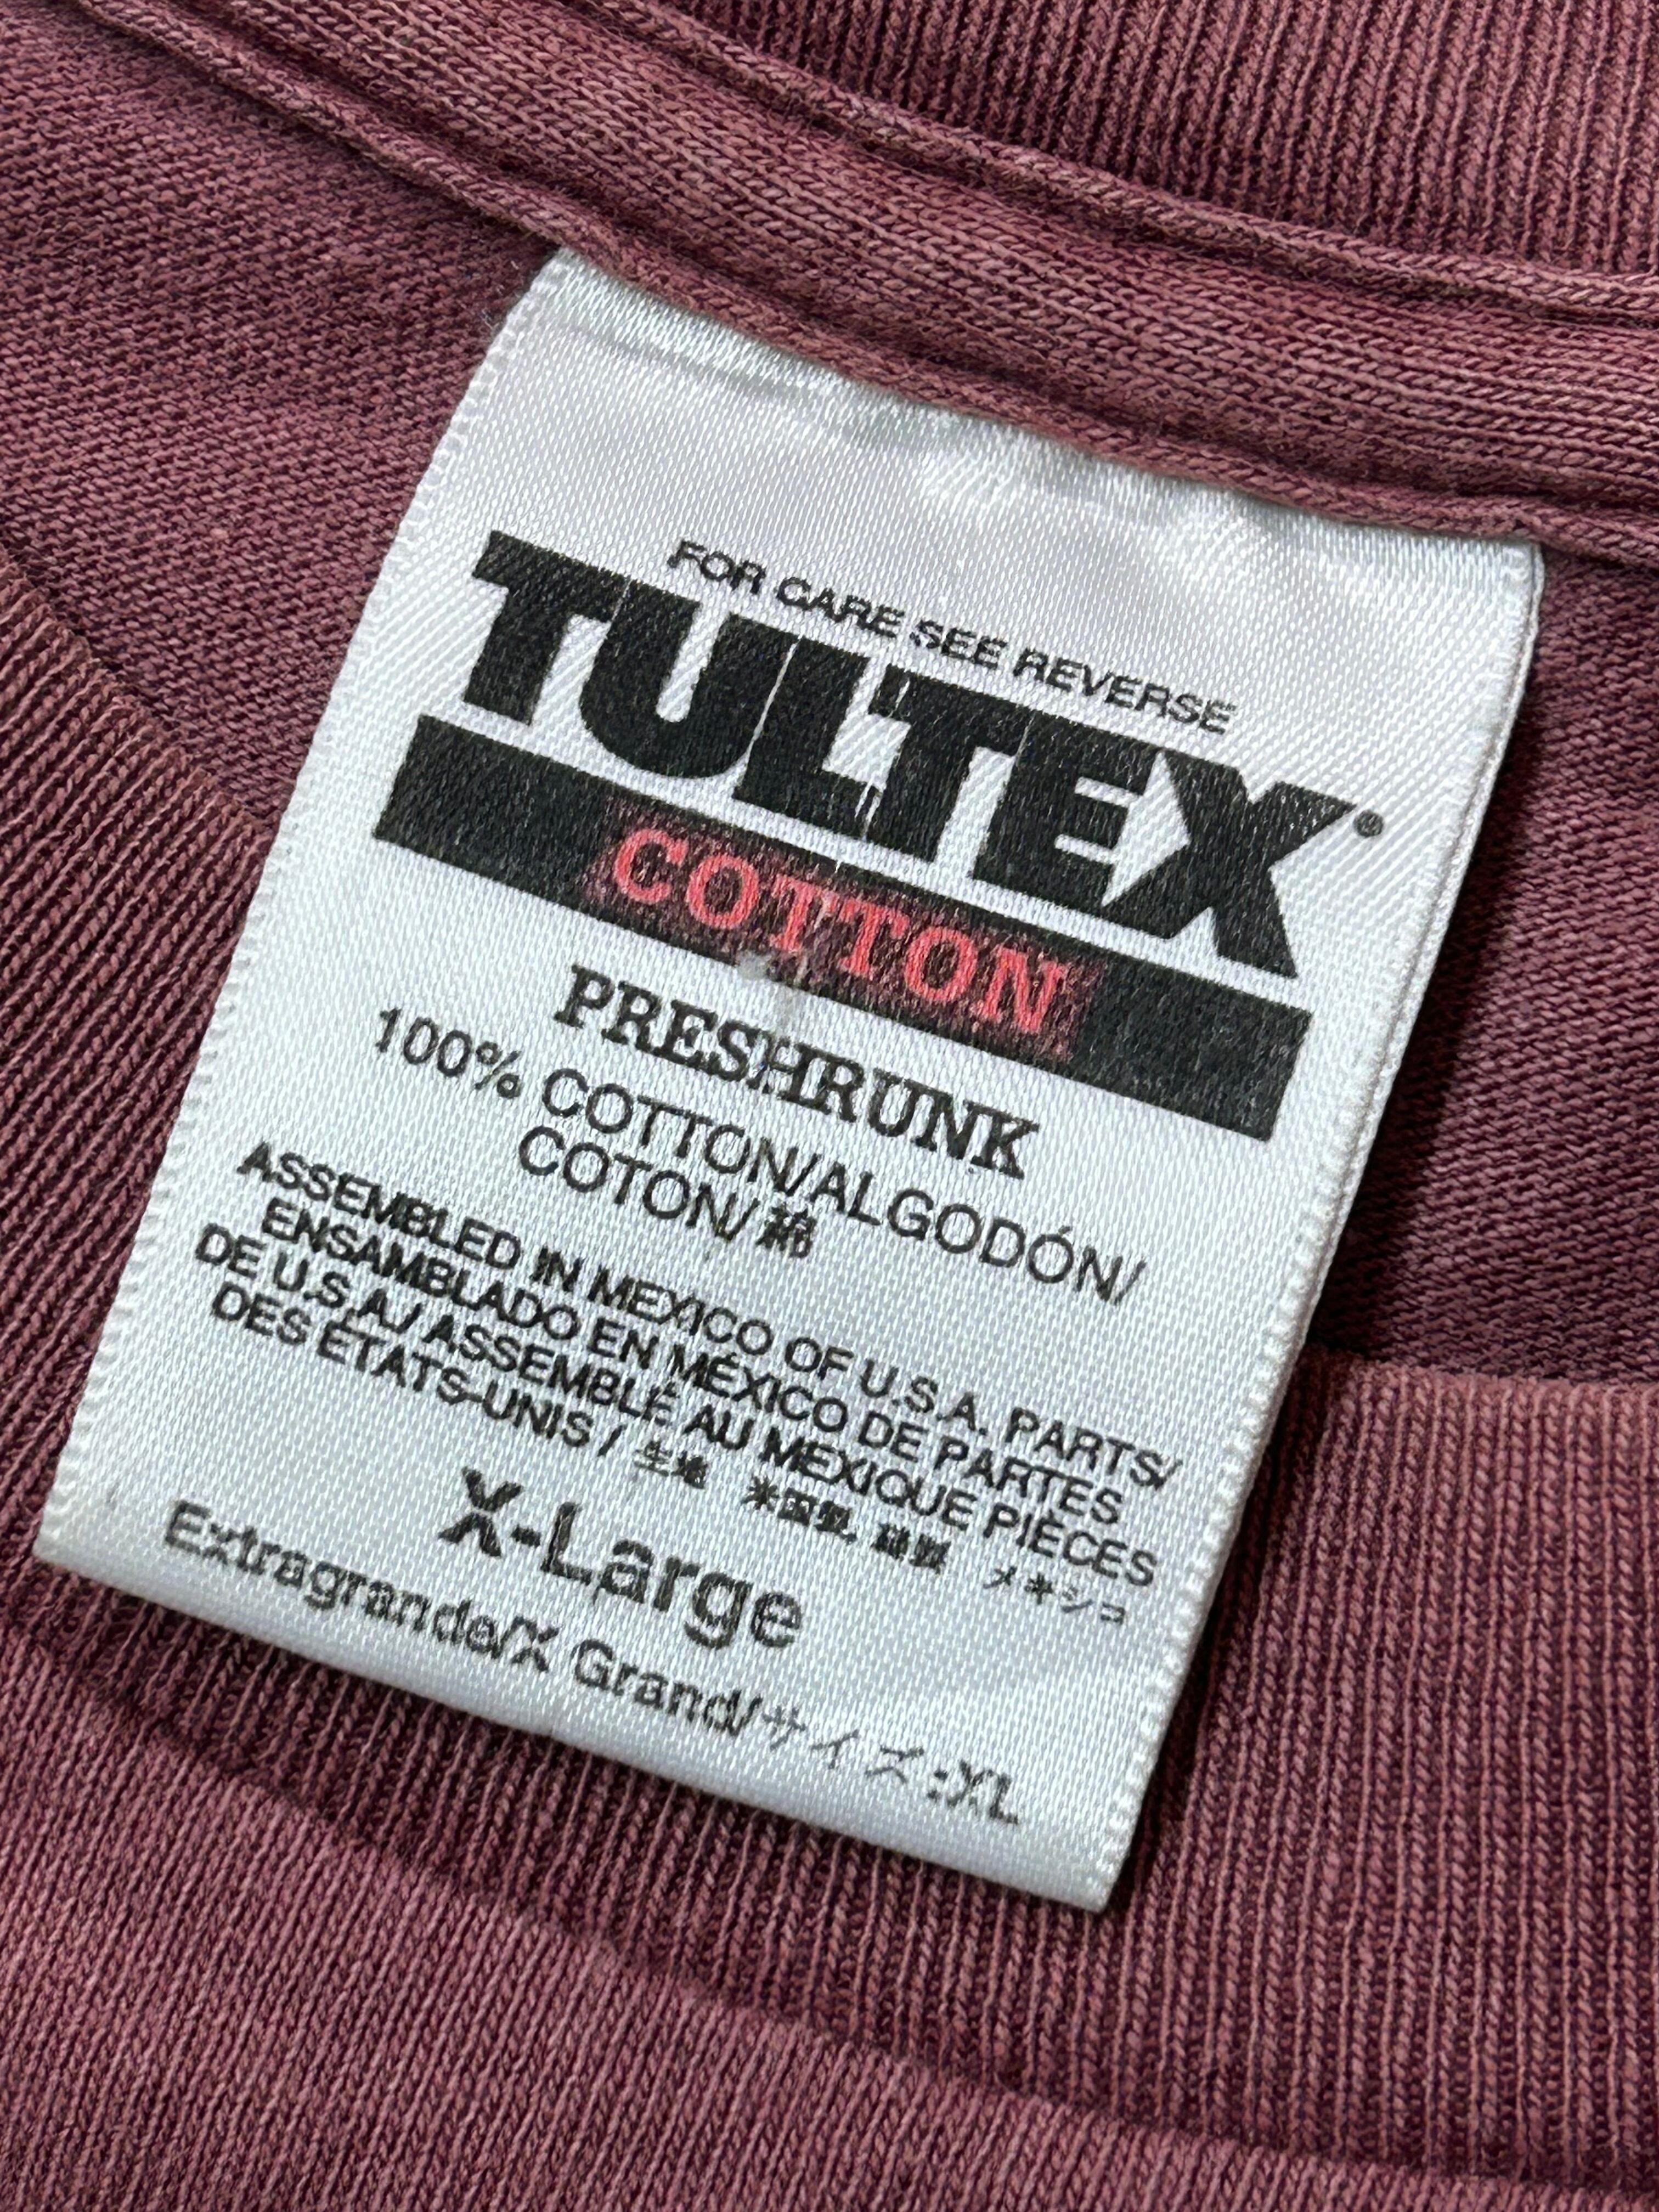 FOR CARE SEE REVERSE
TULTEX®
COTTON
PRESHRUNK
100% COTTON/ALGODÓN/
COTON/綿
ASSEMBLED IN MEXICO OF U.S.A. PARTS/
ENSAMBLADO EN MÉXICO DE PARTES
DE U.S.A./ ASSEMBLÉ AU MEXIQUE PIÈCES
DES ÉTATS-UNIS / 生地 米国製, 縫製 メキシコ
X-Large
Extragrande/X Grand/サイズ:XL